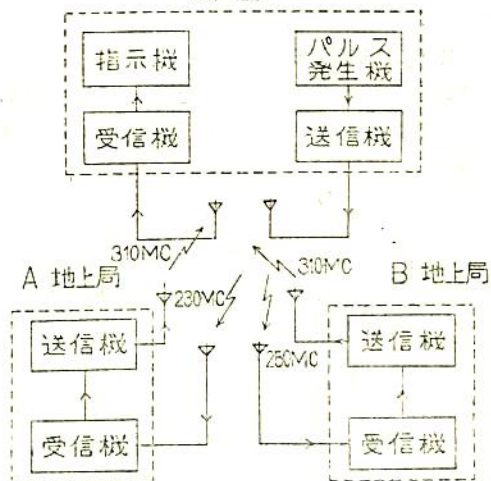 指示機
パルス
発生機
受信機
送信機
310MC
310MC
A 地上局
230MC
B 地上局
送信機
250MC
送信機
受信機
受信機